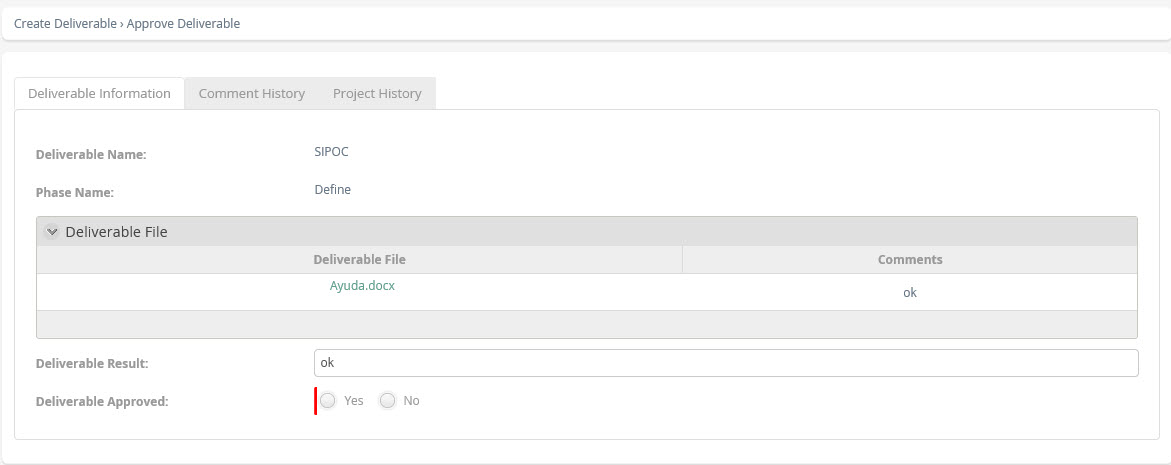 Create Deliverable › Approve Deliverable
Deliverable Information Comment History Project History
Deliverable Name: SIPOC
Phase Name: Define
Deliverable File
Deliverable File Comments
Ayuda.docx ok
Deliverable Result: ok
Deliverable Approved: Yes No